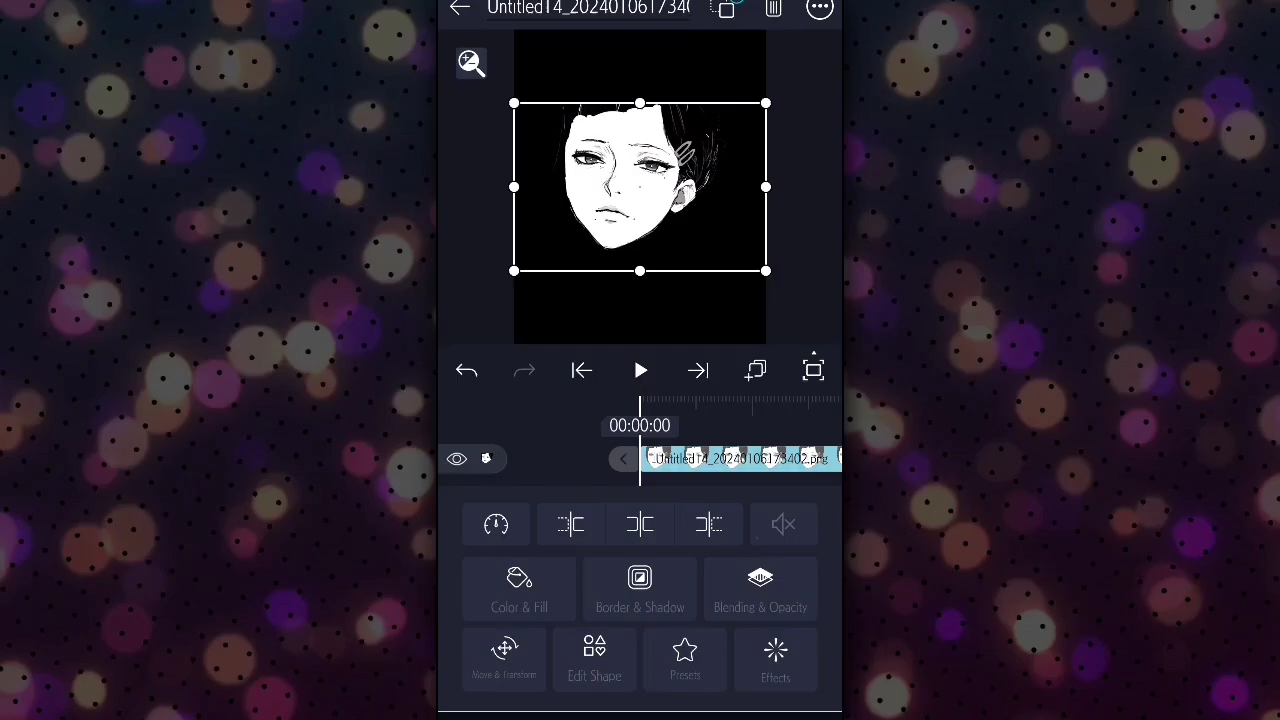 Untitled14_2024010617340
00:00:00
Untitled14_20240106173402.png
Color & Fill
Border & Shadow
Blending & Opacity
Move & Transform
Edit Shape
Presets
Effects